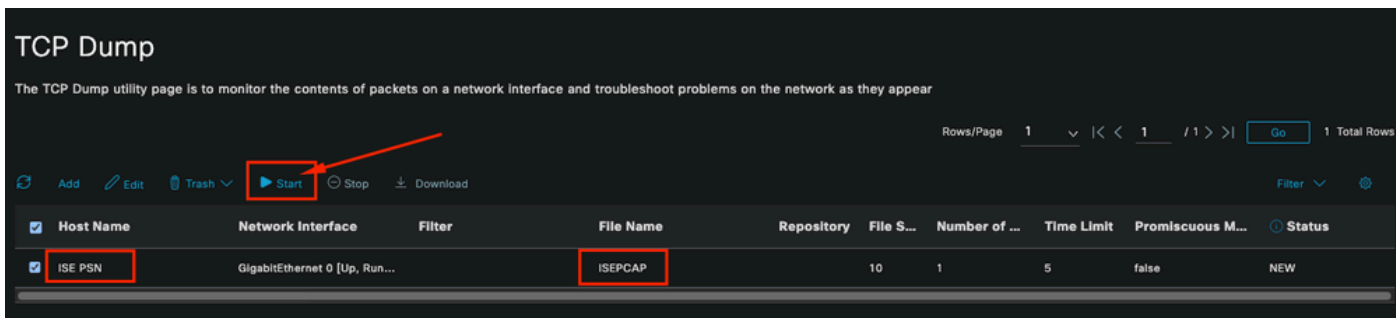 TCP Dump
The TCP Dump utility page is to monitor the contents of packets on a network interface and troubleshoot problems on the network as they appear
Rows/Page 1 |< < 1 / 1 > >| Go 1 Total Rows
Add Edit Trash Start Stop Download Filter
Host Name Network Interface Filter File Name Repository File S... Number of ... Time Limit Promiscuous M... Status
ISE PSN GigabitEthernet 0 [Up, Run... ISEPCAP 10 1 5 false NEW